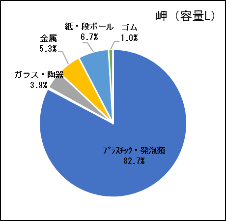 岬（容量L）
紙・段ボール
6.7%
ゴム
1.0%
金属
5.3%
ガラス・陶器
3.9%
ﾌﾟﾗｽﾁｯｸ・発泡類
82.7%